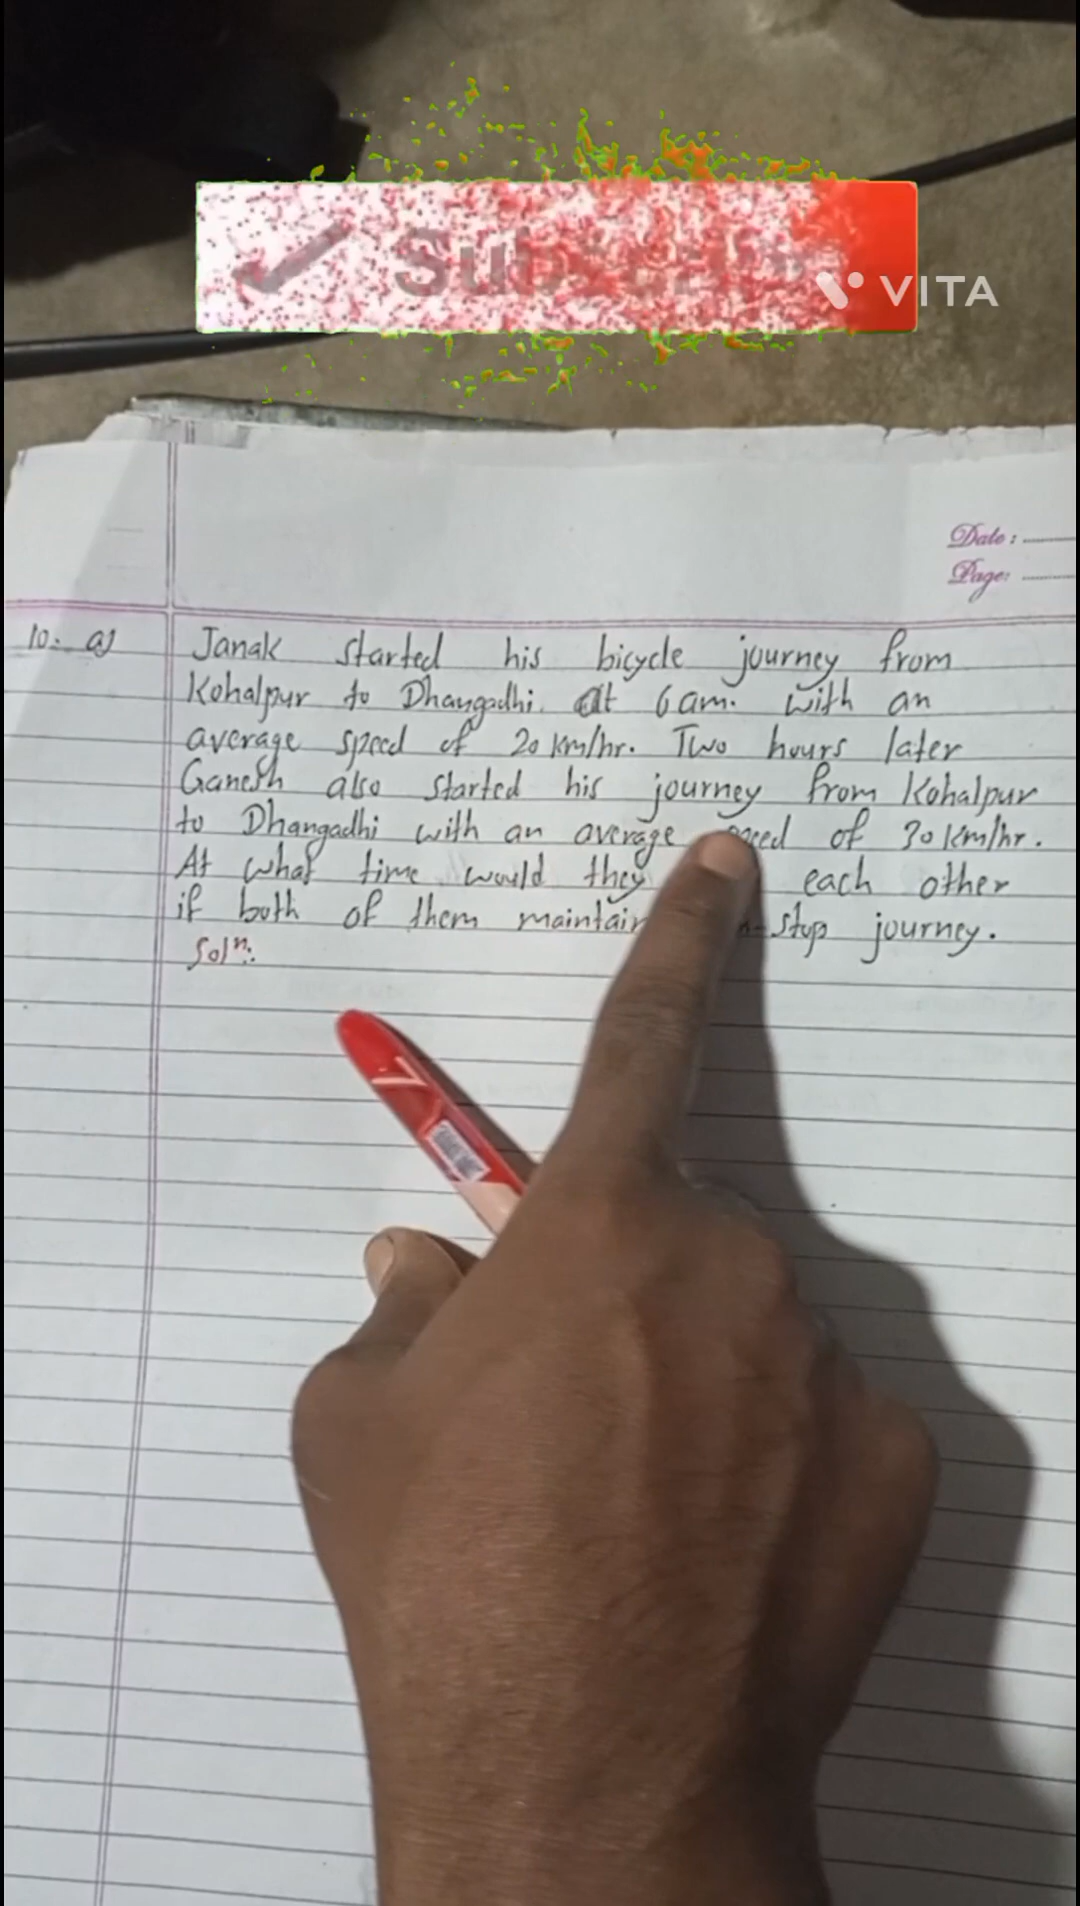 Subscribe
VITA
Date:
Page:
10. a) Janak started his bicycle journey from
Kohalpur to Dhangadhi. At 6 am. with an
average speed of 20 km/hr. Two hours later
Ganesh also started his journey from Kohalpur
to Dhangadhi with an average speed of 30 km/hr.
At what time would they each other
if both of them maintain n-stop journey.
Solⁿ: